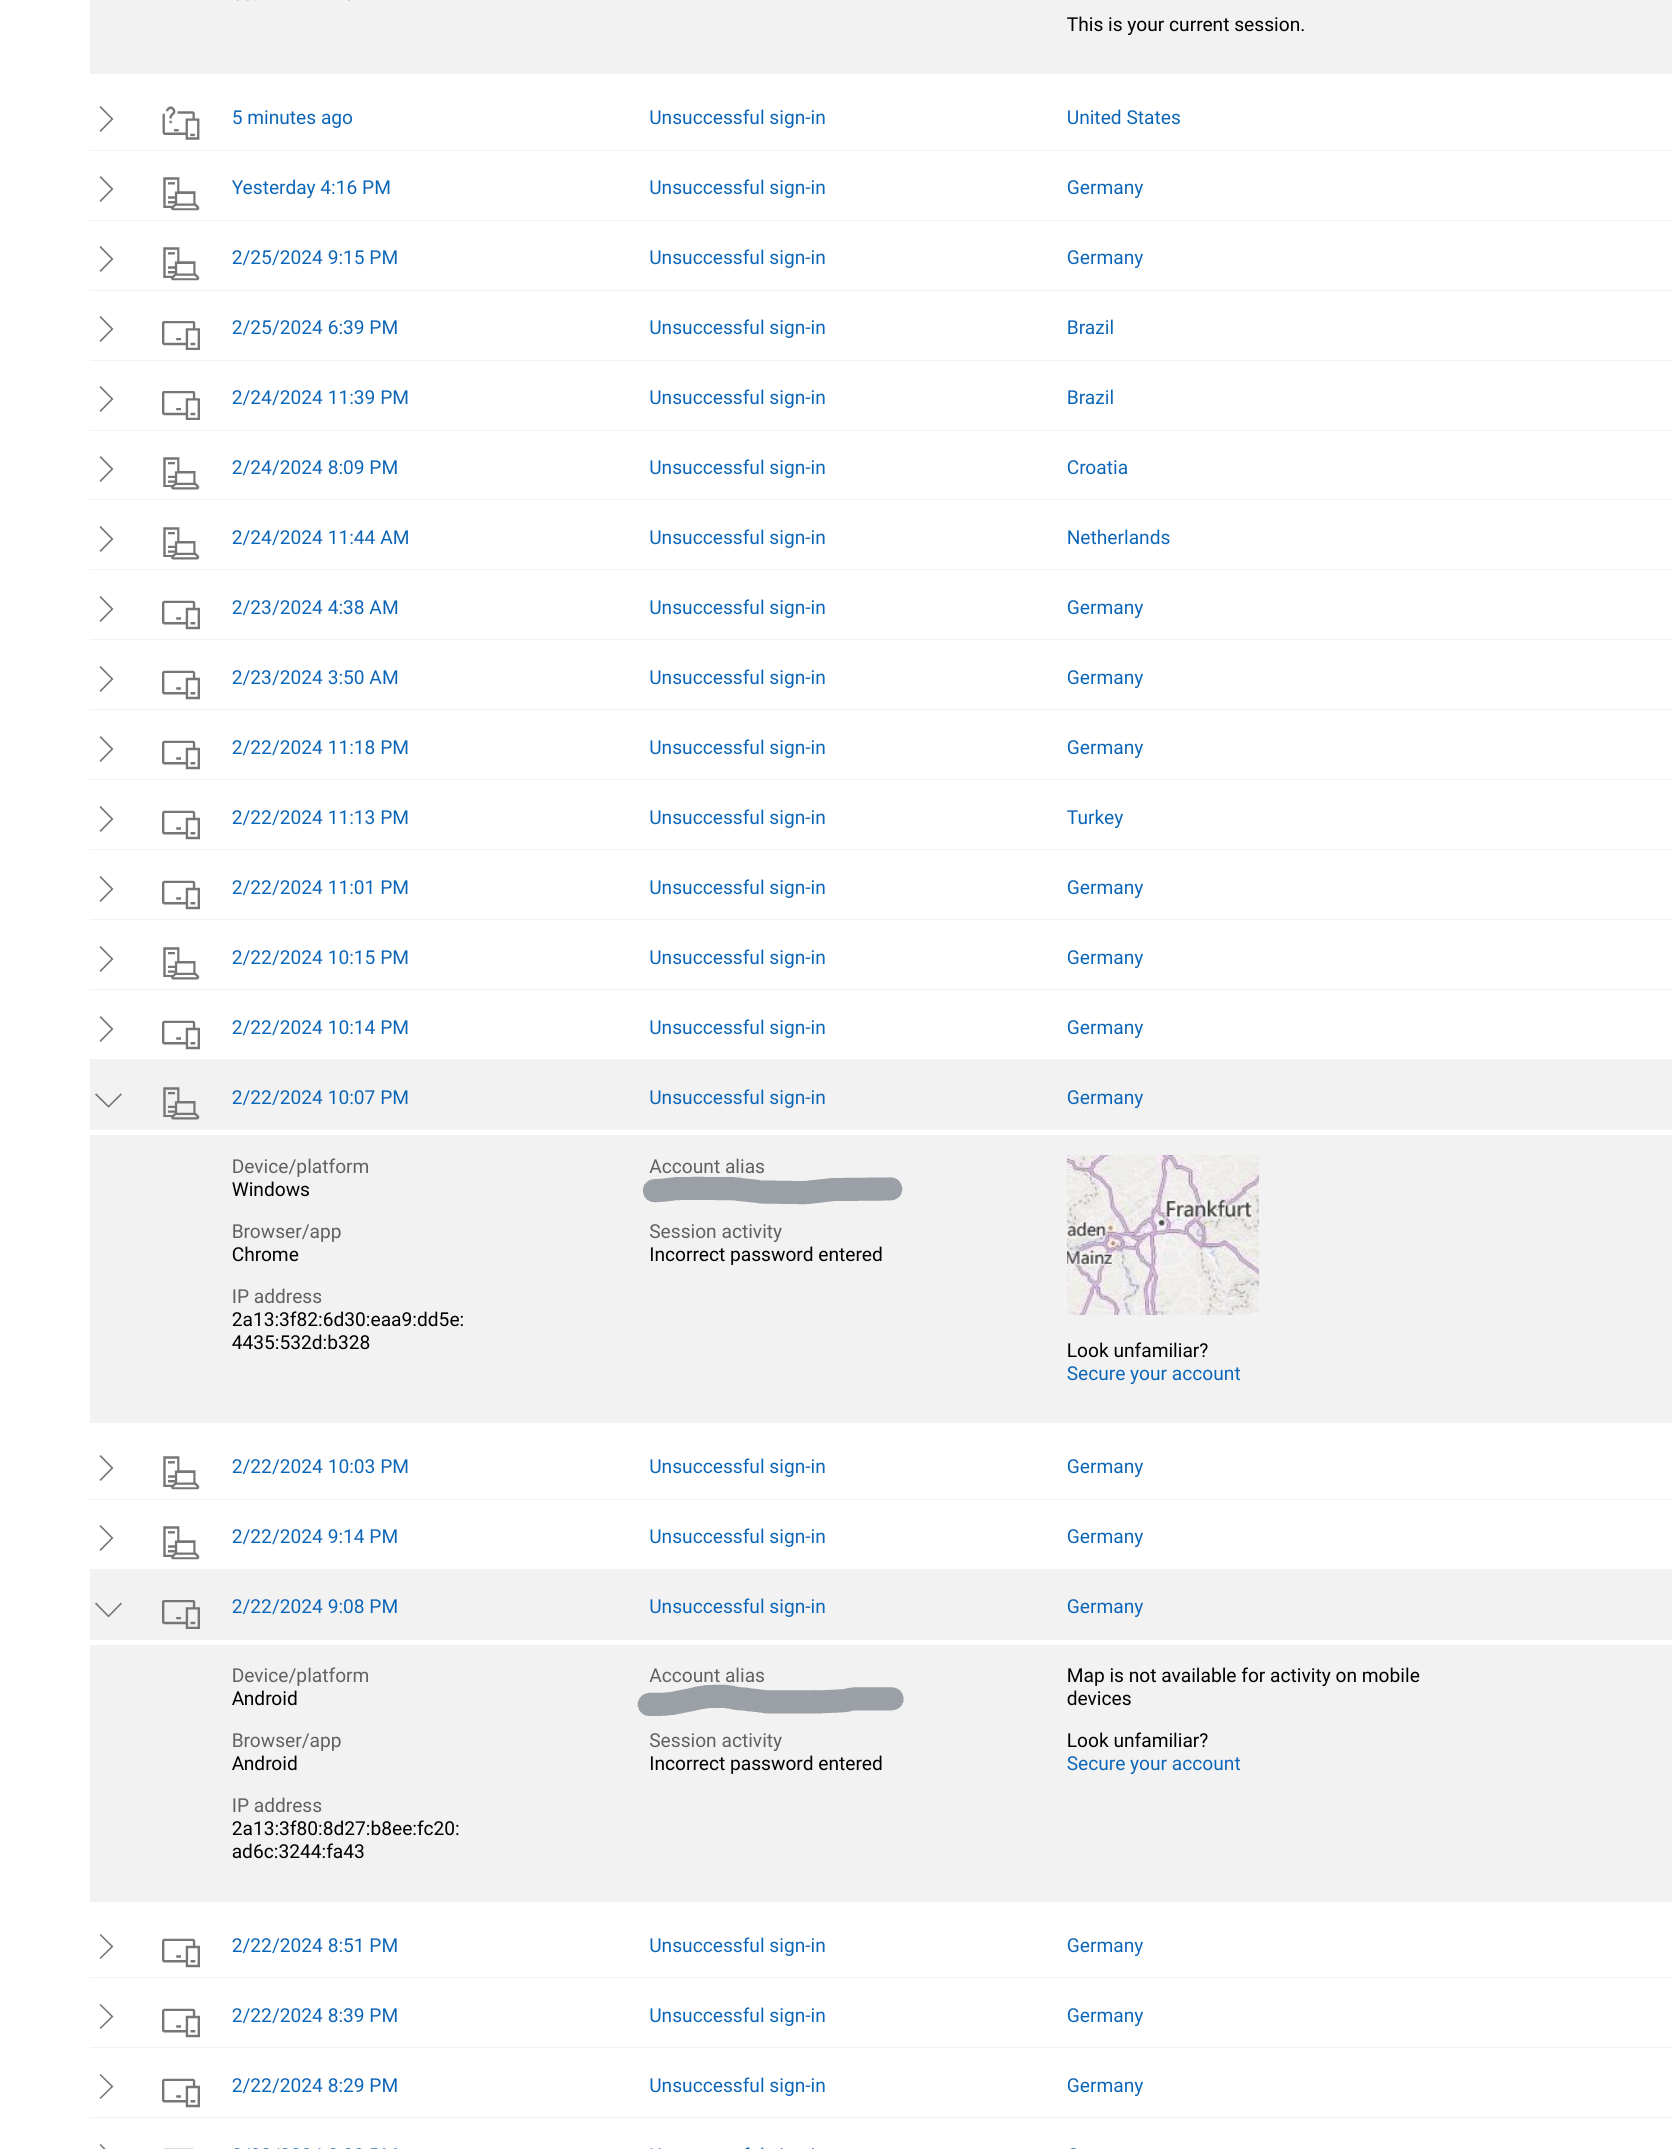 This is your current session.
5 minutes ago Unsuccessful sign-in United States
Yesterday 4:16 PM Unsuccessful sign-in Germany
2/25/2024 9:15 PM Unsuccessful sign-in Germany
2/25/2024 6:39 PM Unsuccessful sign-in Brazil
2/24/2024 11:39 PM Unsuccessful sign-in Brazil
2/24/2024 8:09 PM Unsuccessful sign-in Croatia
2/24/2024 11:44 AM Unsuccessful sign-in Netherlands
2/23/2024 4:38 AM Unsuccessful sign-in Germany
2/23/2024 3:50 AM Unsuccessful sign-in Germany
2/22/2024 11:18 PM Unsuccessful sign-in Germany
2/22/2024 11:13 PM Unsuccessful sign-in Turkey
2/22/2024 11:01 PM Unsuccessful sign-in Germany
2/22/2024 10:15 PM Unsuccessful sign-in Germany
2/22/2024 10:14 PM Unsuccessful sign-in Germany
2/22/2024 10:07 PM Unsuccessful sign-in Germany
Device/platform
Windows
Browser/app
Chrome
IP address
2a13:3f82:6d30:eaa9:dd5e:
4435:532d:b328
Account alias
Session activity
Incorrect password entered
Frankfurt
aden
Mainz
Look unfamiliar?
Secure your account
2/22/2024 10:03 PM Unsuccessful sign-in Germany
2/22/2024 9:14 PM Unsuccessful sign-in Germany
2/22/2024 9:08 PM Unsuccessful sign-in Germany
Device/platform
Android
Browser/app
Android
IP address
2a13:3f80:8d27:b8ee:fc20:
ad6c:3244:fa43
Account alias
Session activity
Incorrect password entered
Map is not available for activity on mobile
devices
Look unfamiliar?
Secure your account
2/22/2024 8:51 PM Unsuccessful sign-in Germany
2/22/2024 8:39 PM Unsuccessful sign-in Germany
2/22/2024 8:29 PM Unsuccessful sign-in Germany